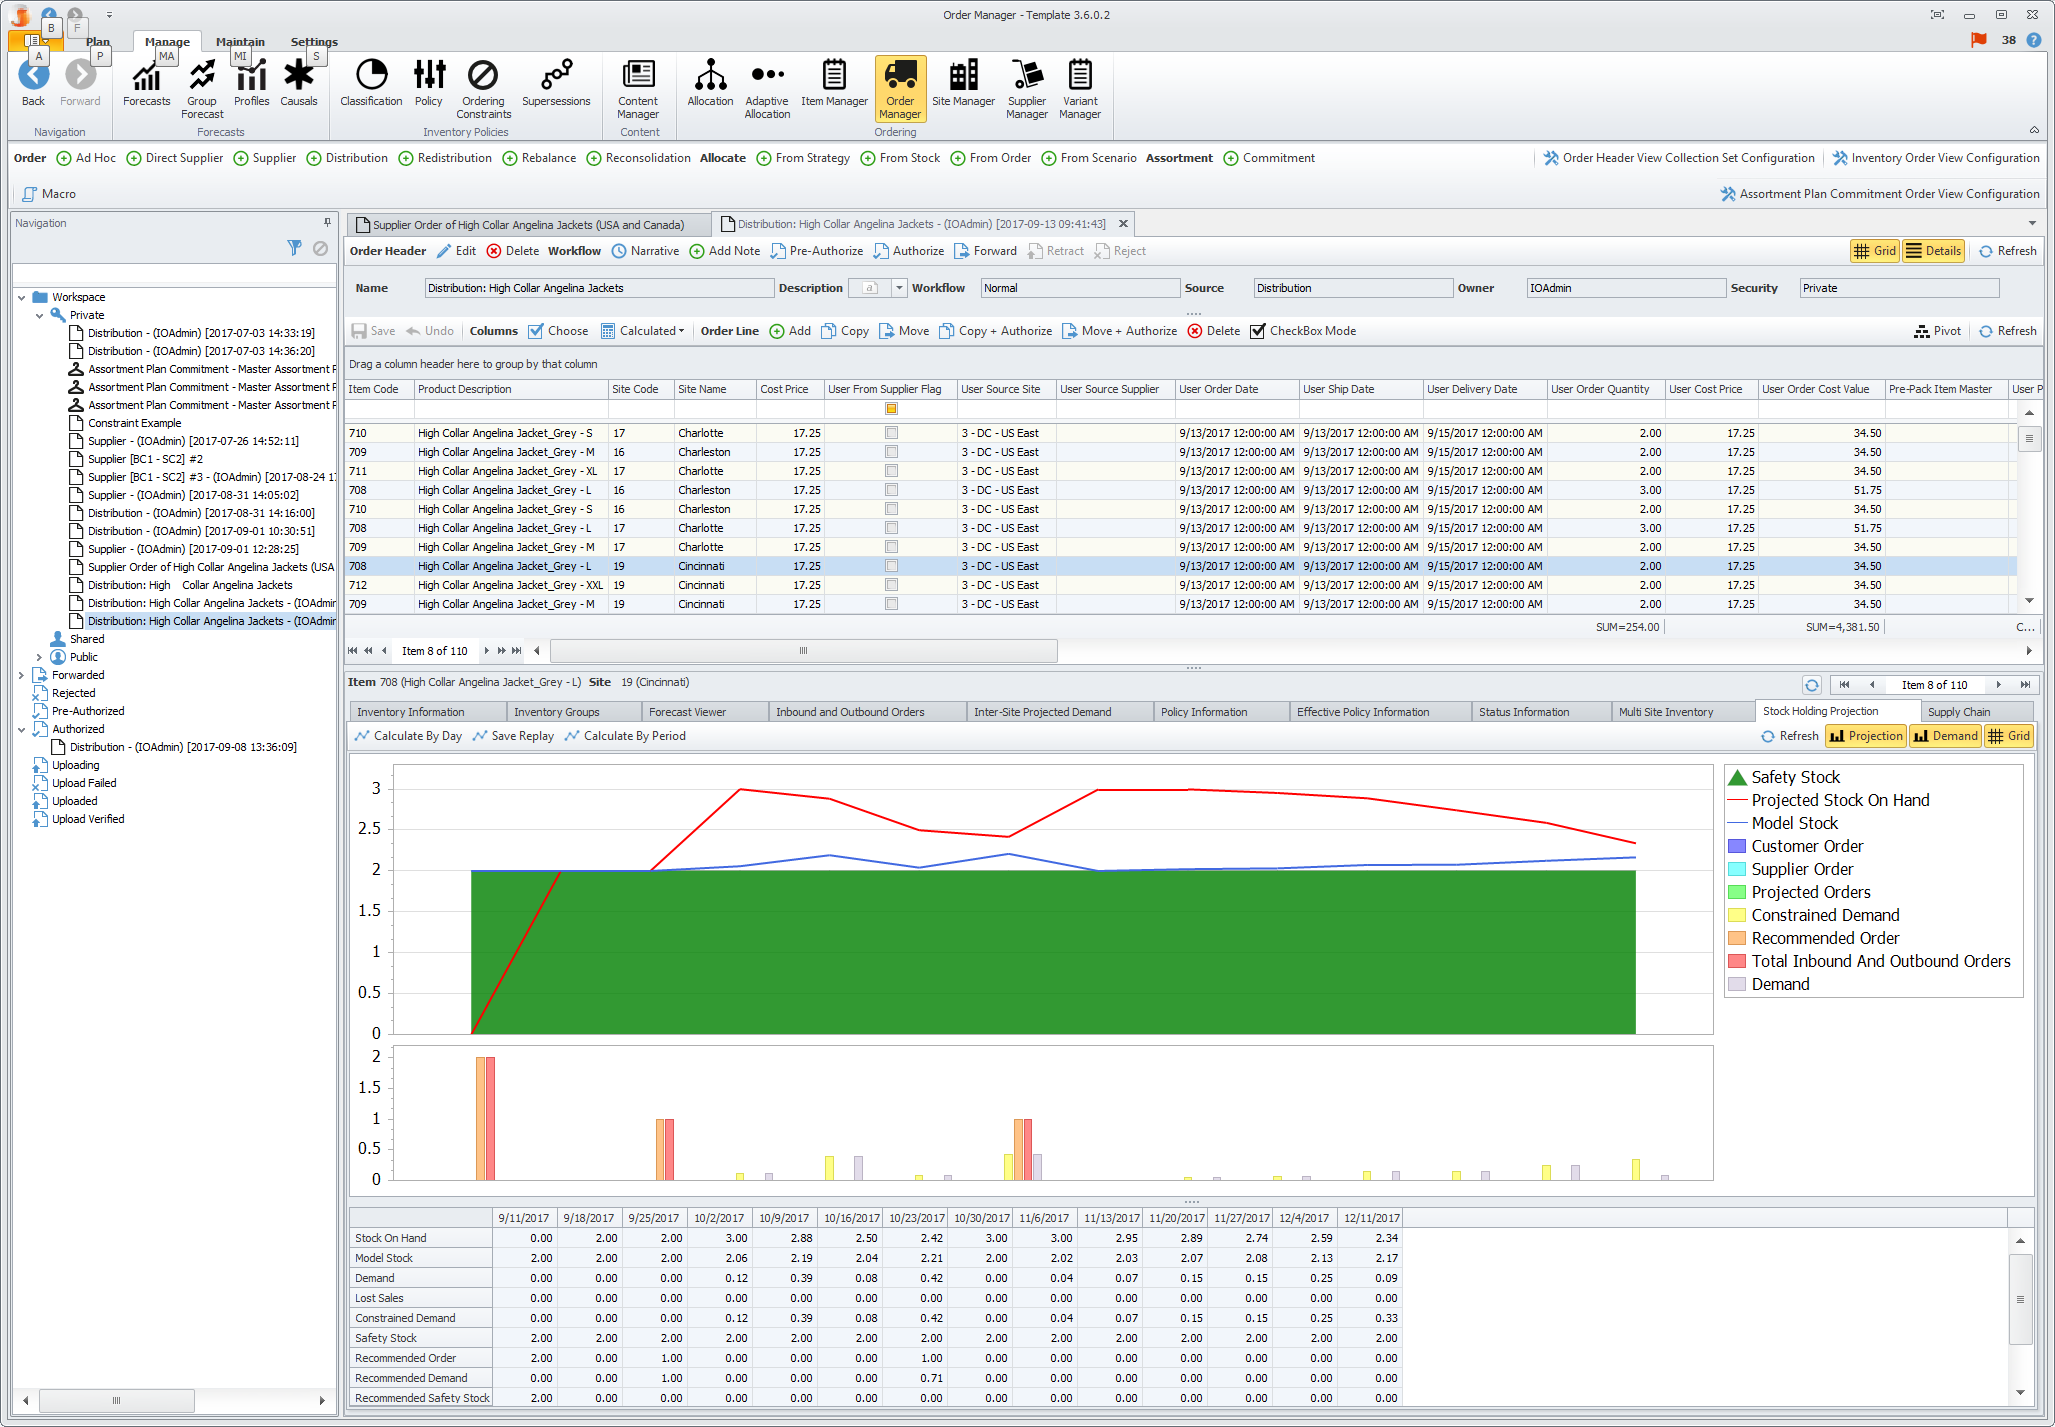 Order Manager - Template 3.6.0.2
B F
Plan Manage Maintain Settings
38
A P MA MI S
Back Forward Forecasts Group Forecast Profiles Causals Classification Policy Ordering Constraints Supersessions Content Manager Allocation Adaptive Allocation Item Manager Order Manager Site Manager Supplier Manager Variant Manager
Navigation Forecasts Inventory Policies Content Ordering
Order Ad Hoc Direct Supplier Supplier Distribution Redistribution Rebalance Reconsolidation Allocate From Strategy From Stock From Order From Scenario Assortment Commitment Order Header View Collection Set Configuration Inventory Order View Configuration
Macro Assortment Plan Commitment Order View Configuration
Navigation
Workspace
Private
Distribution - (IOAdmin) [2017-07-03 14:33:19]
Distribution - (IOAdmin) [2017-07-03 14:36:20]
Assortment Plan Commitment - Master Assortment P
Assortment Plan Commitment - Master Assortment P
Assortment Plan Commitment - Master Assortment P
Constraint Example
Supplier - (IOAdmin) [2017-07-26 14:52:11]
Supplier [BC1 - SC2] #2
Supplier [BC1 - SC2] #3 - (IOAdmin) [2017-08-24 1
Supplier - (IOAdmin) [2017-08-31 14:05:02]
Distribution - (IOAdmin) [2017-08-31 14:16:00]
Distribution - (IOAdmin) [2017-09-01 10:30:51]
Supplier - (IOAdmin) [2017-09-01 12:28:25]
Supplier Order of High Collar Angelina Jackets (USA
Distribution: High Collar Angelina Jackets
Distribution: High Collar Angelina Jackets - (IOAdmin
Distribution: High Collar Angelina Jackets - (IOAdmin
Shared
Public
Forwarded
Rejected
Pre-Authorized
Authorized
Distribution - (IOAdmin) [2017-09-08 13:36:09]
Uploading
Upload Failed
Uploaded
Upload Verified
Supplier Order of High Collar Angelina Jackets (USA and Canada) Distribution: High Collar Angelina Jackets - (IOAdmin) [2017-09-13 09:41:43]
Order Header Edit Delete Workflow Narrative Add Note Pre-Authorize Authorize Forward Retract Reject Grid Details Refresh
Name Distribution: High Collar Angelina Jackets Description a Workflow Normal Source Distribution Owner IOAdmin Security Private
Save Undo Columns Choose Calculated Order Line Add Copy Move Copy + Authorize Move + Authorize Delete CheckBox Mode Pivot Refresh
Drag a column header here to group by that column
Item Code Product Description Site Code Site Name Cost Price User From Supplier Flag User Source Site User Source Supplier User Order Date User Ship Date User Delivery Date User Order Quantity User Cost Price User Order Cost Value Pre-Pack Item Master User P
710 High Collar Angelina Jacket_Grey - S 17 Charlotte 17.25 3 - DC - US East 9/13/2017 12:00:00 AM 9/13/2017 12:00:00 AM 9/15/2017 12:00:00 AM 2.00 17.25 34.50
709 High Collar Angelina Jacket_Grey - M 16 Charleston 17.25 3 - DC - US East 9/13/2017 12:00:00 AM 9/13/2017 12:00:00 AM 9/15/2017 12:00:00 AM 2.00 17.25 34.50
711 High Collar Angelina Jacket_Grey - XL 17 Charlotte 17.25 3 - DC - US East 9/13/2017 12:00:00 AM 9/13/2017 12:00:00 AM 9/15/2017 12:00:00 AM 2.00 17.25 34.50
708 High Collar Angelina Jacket_Grey - L 16 Charleston 17.25 3 - DC - US East 9/13/2017 12:00:00 AM 9/13/2017 12:00:00 AM 9/15/2017 12:00:00 AM 3.00 17.25 51.75
710 High Collar Angelina Jacket_Grey - S 16 Charleston 17.25 3 - DC - US East 9/13/2017 12:00:00 AM 9/13/2017 12:00:00 AM 9/15/2017 12:00:00 AM 2.00 17.25 34.50
708 High Collar Angelina Jacket_Grey - L 17 Charlotte 17.25 3 - DC - US East 9/13/2017 12:00:00 AM 9/13/2017 12:00:00 AM 9/15/2017 12:00:00 AM 3.00 17.25 51.75
709 High Collar Angelina Jacket_Grey - M 17 Charlotte 17.25 3 - DC - US East 9/13/2017 12:00:00 AM 9/13/2017 12:00:00 AM 9/15/2017 12:00:00 AM 2.00 17.25 34.50
708 High Collar Angelina Jacket_Grey - L 19 Cincinnati 17.25 3 - DC - US East 9/13/2017 12:00:00 AM 9/13/2017 12:00:00 AM 9/15/2017 12:00:00 AM 2.00 17.25 34.50
712 High Collar Angelina Jacket_Grey - XXL 19 Cincinnati 17.25 3 - DC - US East 9/13/2017 12:00:00 AM 9/13/2017 12:00:00 AM 9/15/2017 12:00:00 AM 2.00 17.25 34.50
709 High Collar Angelina Jacket_Grey - M 19 Cincinnati 17.25 3 - DC - US East 9/13/2017 12:00:00 AM 9/13/2017 12:00:00 AM 9/15/2017 12:00:00 AM 2.00 17.25 34.50
SUM=254.00 SUM=4,381.50 C...
Item 8 of 110
Item 708 (High Collar Angelina Jacket_Grey - L) Site 19 (Cincinnati) Item 8 of 110
Inventory Information Inventory Groups Forecast Viewer Inbound and Outbound Orders Inter-Site Projected Demand Policy Information Effective Policy Information Status Information Multi Site Inventory Stock Holding Projection Supply Chain
Calculate By Day Save Replay Calculate By Period Refresh Projection Demand Grid
3
2.5
2
1.5
1
0.5
0
Safety Stock
Projected Stock On Hand
Model Stock
Customer Order
Supplier Order
Projected Orders
Constrained Demand
Recommended Order
Total Inbound And Outbound Orders
Demand
2
1.5
1
0.5
0
9/11/2017 9/18/2017 9/25/2017 10/2/2017 10/9/2017 10/16/2017 10/23/2017 10/30/2017 11/6/2017 11/13/2017 11/20/2017 11/27/2017 12/4/2017 12/11/2017
Stock On Hand 0.00 2.00 2.00 3.00 2.88 2.50 2.42 3.00 3.00 2.95 2.89 2.74 2.59 2.34
Model Stock 2.00 2.00 2.00 2.06 2.19 2.04 2.21 2.00 2.02 2.03 2.07 2.08 2.13 2.17
Demand 0.00 0.00 0.00 0.12 0.39 0.08 0.42 0.00 0.04 0.07 0.15 0.15 0.25 0.09
Lost Sales 0.00 0.00 0.00 0.00 0.00 0.00 0.00 0.00 0.00 0.00 0.00 0.00 0.00 0.00
Constrained Demand 0.00 0.00 0.00 0.12 0.39 0.08 0.42 0.00 0.04 0.07 0.15 0.15 0.25 0.33
Safety Stock 2.00 2.00 2.00 2.00 2.00 2.00 2.00 2.00 2.00 2.00 2.00 2.00 2.00 2.00
Recommended Order 2.00 0.00 1.00 0.00 0.00 0.00 1.00 0.00 0.00 0.00 0.00 0.00 0.00 0.00
Recommended Demand 0.00 0.00 1.00 0.00 0.00 0.00 0.71 0.00 0.00 0.00 0.00 0.00 0.00 0.00
Recommended Safety Stock 2.00 0.00 0.00 0.00 0.00 0.00 0.00 0.00 0.00 0.00 0.00 0.00 0.00 0.00